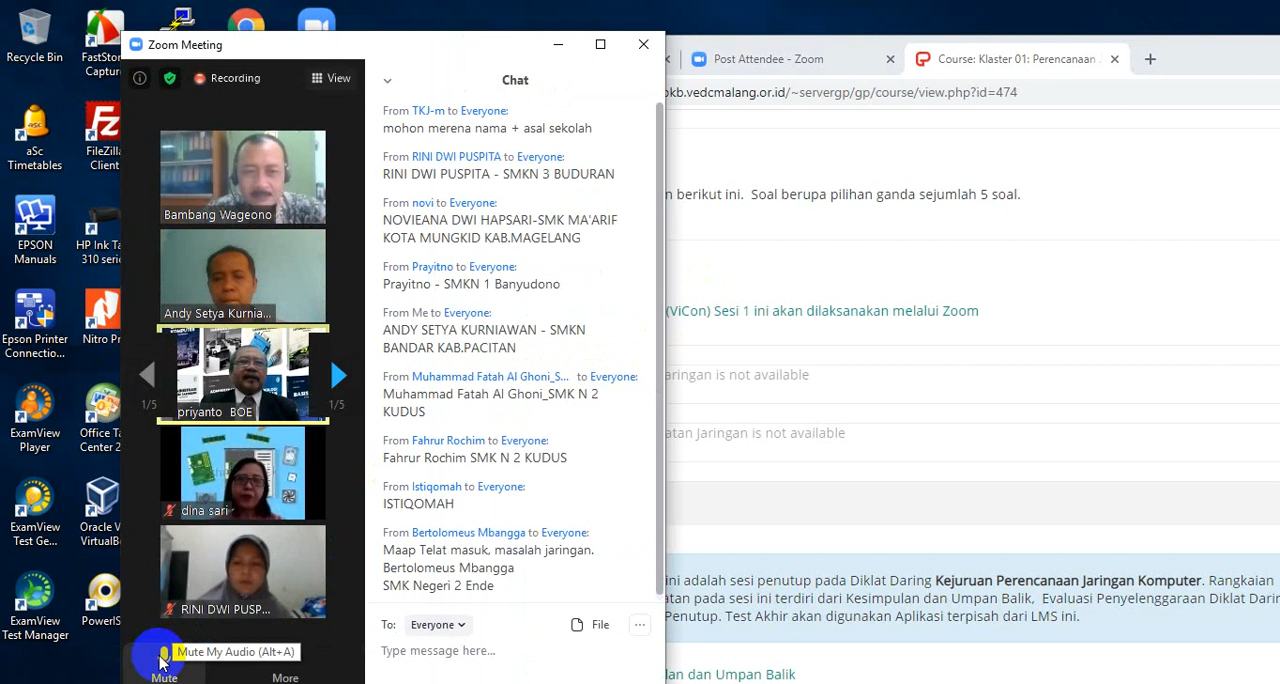 Recycle Bin
FastSto
Captur
aSc
Timetables
FileZilla
Client
EPSON
Manuals
HP Ink Ta
310 serie
Epson Printer
Connectio...
Nitro Pr
ExamView
Player
Office Ta
Center 2
ExamView
Test Ge...
Oracle V
VirtualB
ExamView
Test Manager
PowerIS
Zoom Meeting
Recording
View
Bambang Wageono
Andy Setya Kurnia...
1/5
1/5
priyanto BOE
dina sari
RINI DWI PUSP...
Mute My Audio (Alt+A)
Mute
More
Chat
From TKJ-m to Everyone:
mohon merena nama + asal sekolah
From RINI DWI PUSPITA to Everyone:
RINI DWI PUSPITA - SMKN 3 BUDURAN
From novi to Everyone:
NOVIEANA DWI HAPSARI-SMK MA'ARIF
KOTA MUNGKID KAB.MAGELANG
From Prayitno to Everyone:
Prayitno - SMKN 1 Banyudono
From Me to Everyone:
ANDY SETYA KURNIAWAN - SMKN
BANDAR KAB.PACITAN
From Muhammad Fatah Al Ghoni_S... to Everyone:
Muhammad Fatah Al Ghoni_SMK N 2
KUDUS
From Fahrur Rochim to Everyone:
Fahrur Rochim SMK N 2 KUDUS
From Istiqomah to Everyone:
ISTIQOMAH
From Bertolomeus Mbangga to Everyone:
Maap Telat masuk, masalah jaringan.
Bertolomeus Mbangga
SMK Negeri 2 Ende
To: Everyone
File
Type message here...
Post Attendee - Zoom
Course: Klaster 01: Perencanaan
okb.vedcmalang.or.id/~servergp/gp/course/view.php?id=474
n berikut ini. Soal berupa pilihan ganda sejumlah 5 soal.
(ViCon) Sesi 1 ini akan dilaksanakan melalui Zoom
aringan is not available
atan Jaringan is not available
ini adalah sesi penutup pada Diklat Daring Kejuruan Perencanaan Jaringan Komputer. Rangkaian
atan pada sesi ini terdiri dari Kesimpulan dan Umpan Balik, Evaluasi Penyelenggaraan Diklat Darin
Penutup. Test Akhir akan digunakan Aplikasi terpisah dari LMS ini.
lan dan Umpan Balik